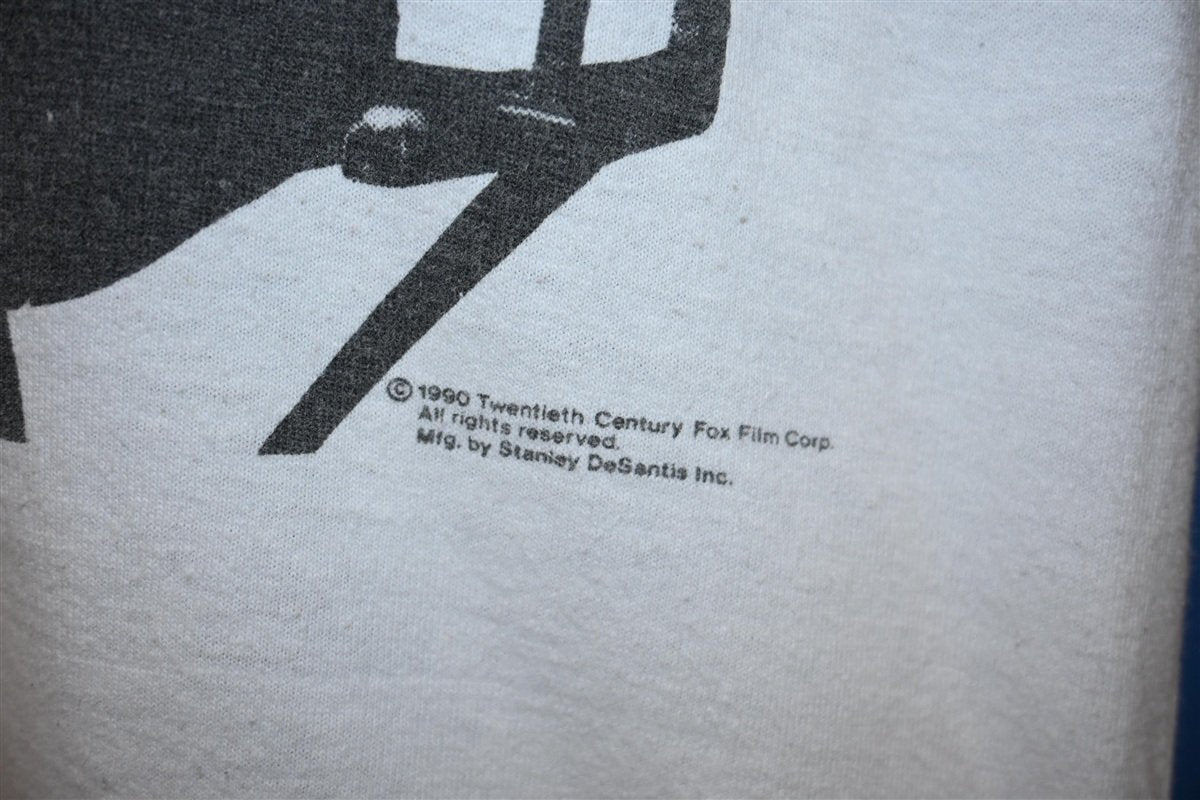 © 1990 Twentieth Century Fox Film Corp.
All rights reserved.
Mfg. by Stanley DeSantis Inc.